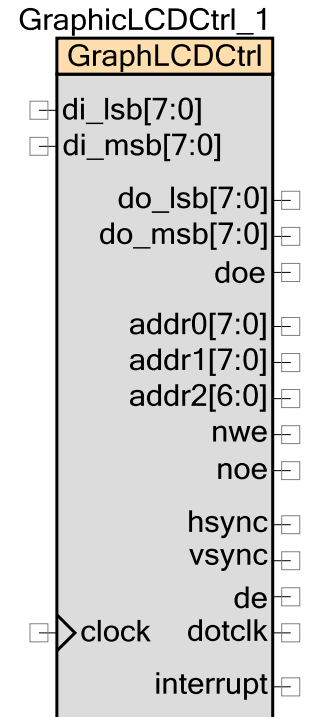 GraphicLCDCtrl_1
GraphLCDCtrl
di_lsb[7:0]
di_msb[7:0]
do_lsb[7:0]
do_msb[7:0]
doe
addr0[7:0]
addr1[7:0]
addr2[6:0]
nwe
noe
hsync
vsync
de
clock dotclk
interrupt